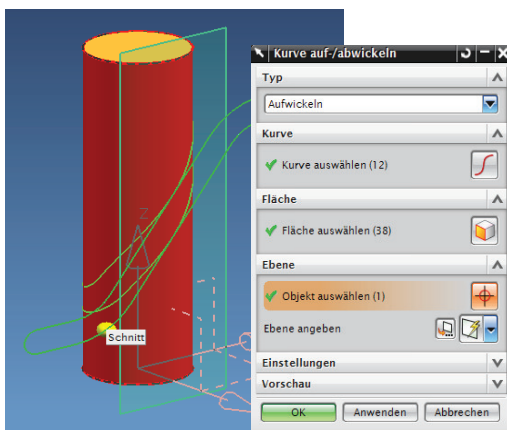 Kurve auf-/abwickeln
Typ
Aufwickeln
Kurve
Kurve auswählen (12)
Fläche
Fläche auswählen (38)
Ebene
Objekt auswählen (1)
Ebene angeben
Einstellungen
Vorschau
OK Anwenden Abbrechen
Z
Schnitt